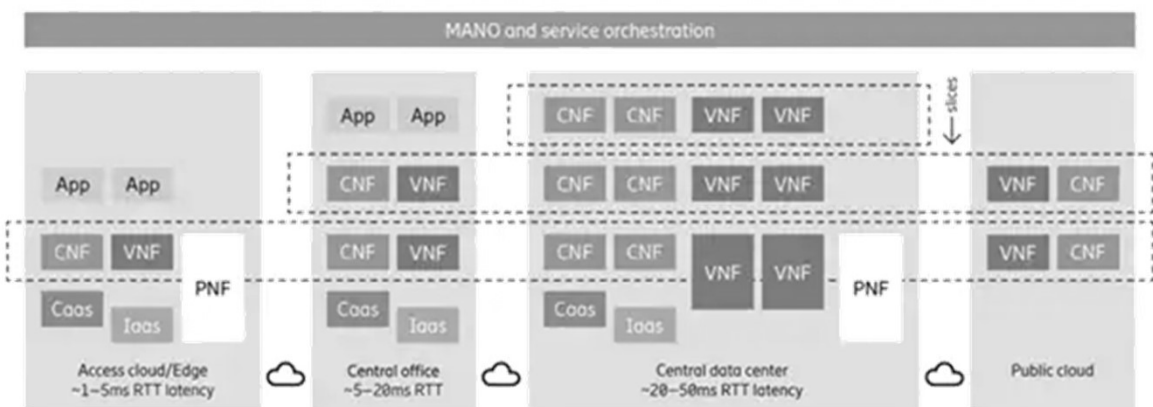 MANO and service orchestration
slices
CNF CNF VNF VNF
App App
App App
CNF VNF
CNF CNF VNF VNF
VNF CNF
CNF VNF
PNF
CNF VNF
CNF CNF
VNF VNF
PNF
VNF CNF
Caas
Iaas
Caas
Iaas
Caas
Iaas
Access cloud/Edge
~1–5ms RTT latency
Central office
~5–20ms RTT
Central data center
~20–50ms RTT latency
Public cloud